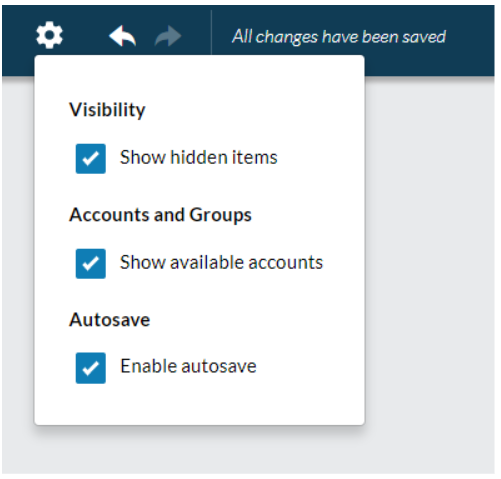 All changes have been saved
Visibility
Show hidden items
Accounts and Groups
Show available accounts
Autosave
Enable autosave